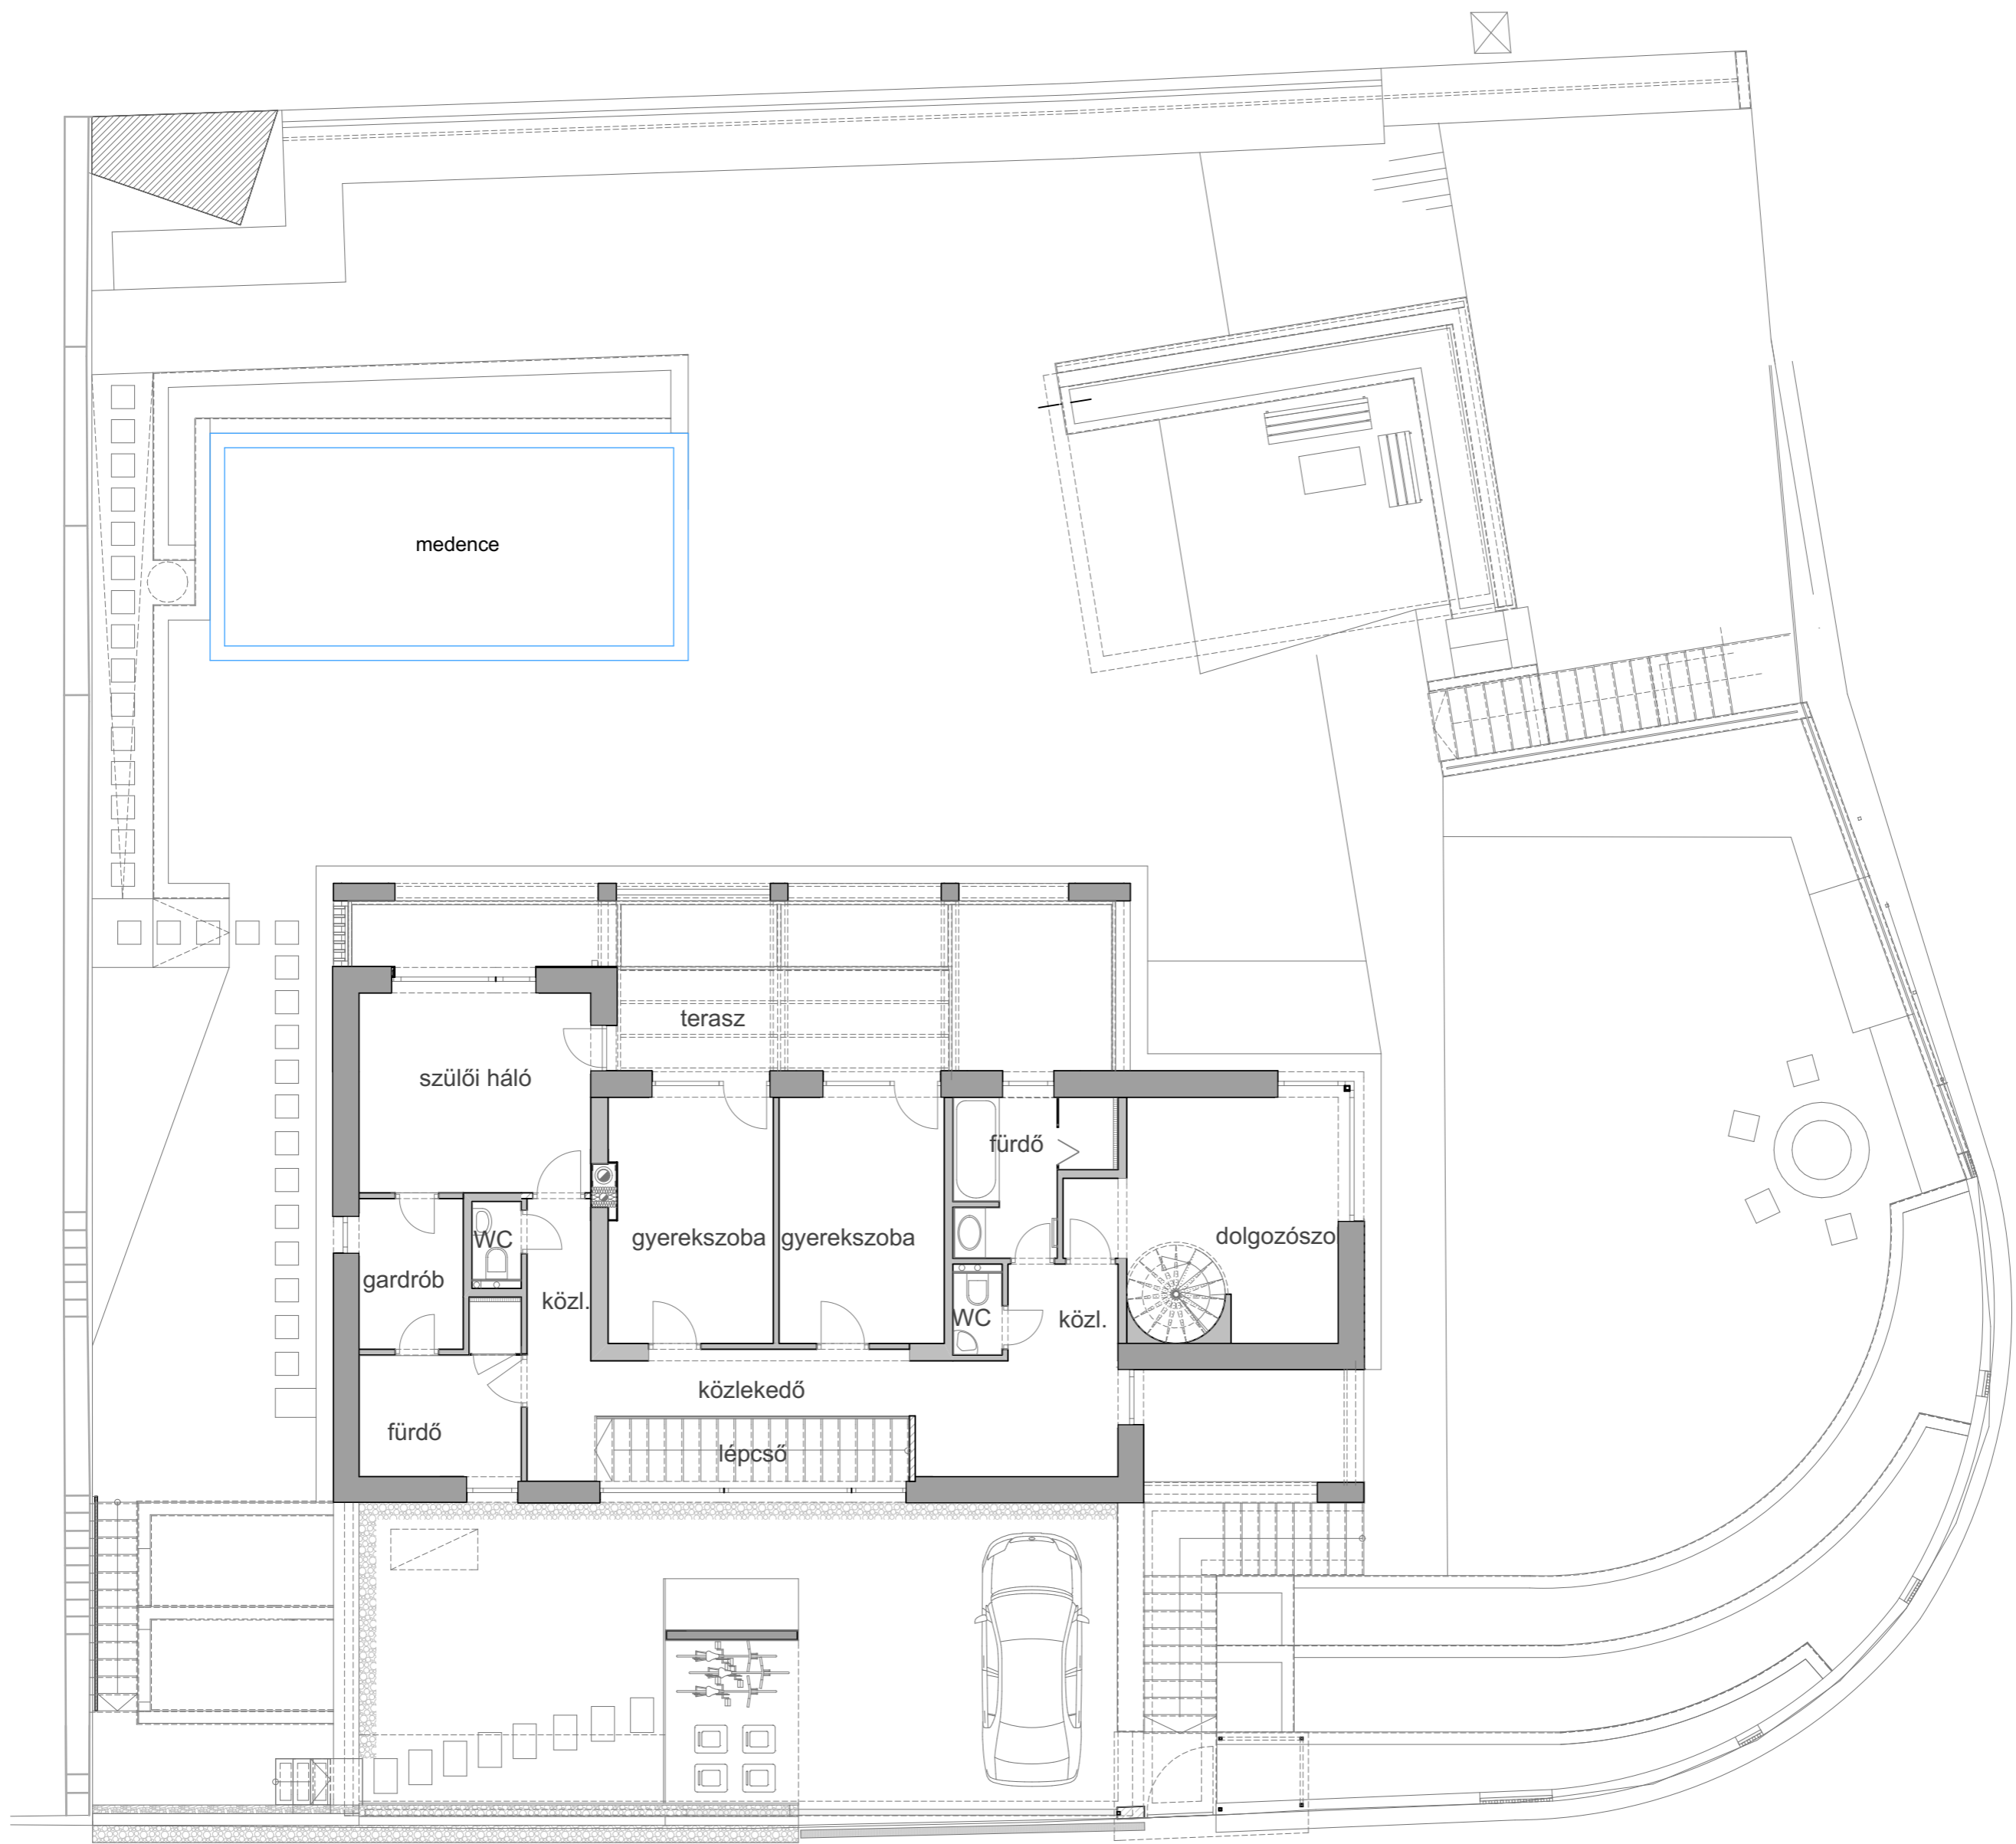 medence
terasz
szülői háló
fürdő
WC
gyerekszoba
gyerekszoba
dolgozószo
gardrób
közl.
WC
közl.
közlekedő
fürdő
lépcső